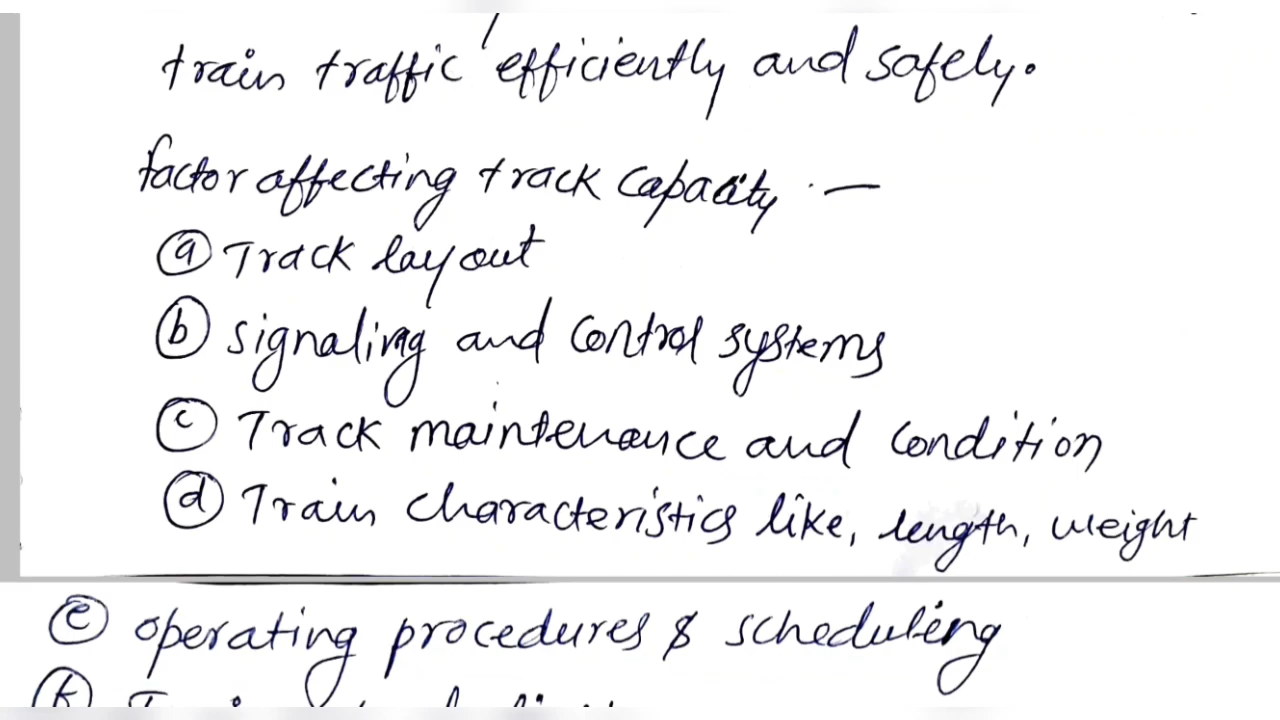 train traffic efficiently and safely.
factor affecting track capacity :—
ⓐ Track layout
ⓑ signaling and control systems
ⓒ Track maintenance and condition
ⓓ Train characteristics like, length, weight
ⓔ operating procedures & scheduling